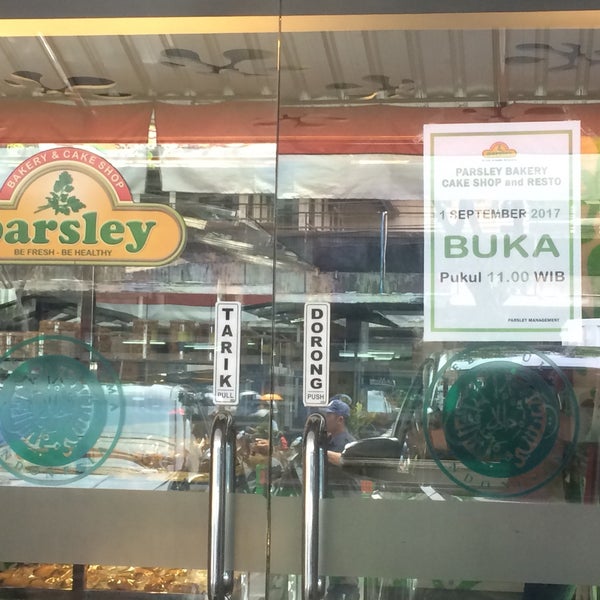 BAKERY & CAKE SHOP
Parsley
BE FRESH - BE HEALTHY
TARIK
PULL
DORONG
PUSH
PARSLEY BAKERY
CAKE SHOP and RESTO
1 SEPTEMBER 2017
BUKA
Pukul 11.00 WIB
PARSLEY MANAGEMENT